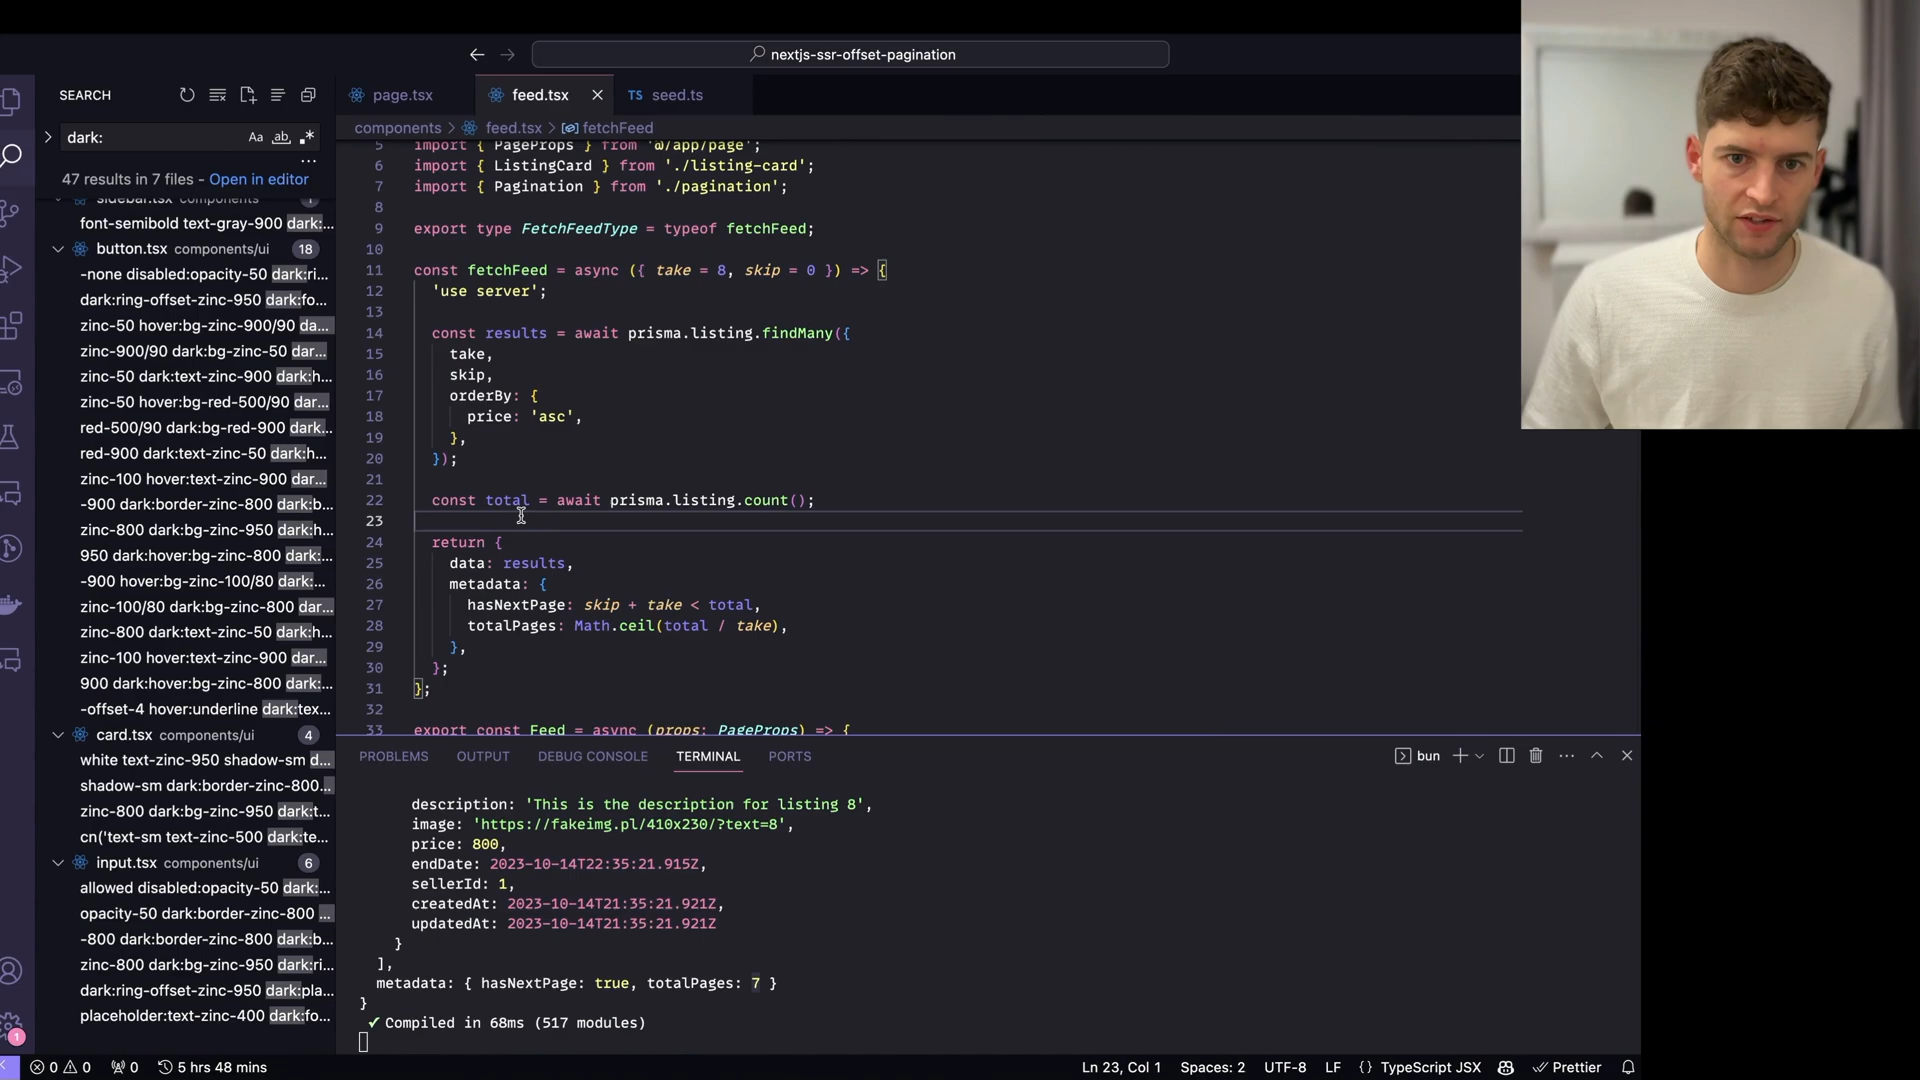 nextjs-ssr-offset-pagination
SEARCH
dark:
Aa
ab
47 results in 7 files - Open in editor
sidebar.tsx components 1
font-semibold text-gray-900 dark:...
button.tsx components/ui 18
-none disabled:opacity-50 dark:ri...
dark:ring-offset-zinc-950 dark:fo...
zinc-50 hover:bg-zinc-900/90 da...
zinc-900/90 dark:bg-zinc-50 dar...
zinc-50 dark:text-zinc-900 dark:h...
zinc-50 hover:bg-red-500/90 dar...
red-500/90 dark:bg-red-900 dark...
red-900 dark:text-zinc-50 dark:h...
zinc-100 hover:text-zinc-900 dar...
-900 dark:border-zinc-800 dark:b...
zinc-800 dark:bg-zinc-950 dark:h...
950 dark:hover:bg-zinc-800 dark:...
-900 hover:bg-zinc-100/80 dark:...
zinc-100/80 dark:bg-zinc-800 dar...
zinc-800 dark:text-zinc-50 dark:h...
zinc-100 hover:text-zinc-900 dar...
900 dark:hover:bg-zinc-800 dark:...
-offset-4 hover:underline dark:tex...
card.tsx components/ui 4
white text-zinc-950 shadow-sm d...
shadow-sm dark:border-zinc-800...
zinc-800 dark:bg-zinc-950 dark:t...
cn('text-sm text-zinc-500 dark:te...
input.tsx components/ui 6
allowed disabled:opacity-50 dark:...
opacity-50 dark:border-zinc-800 ...
-800 dark:border-zinc-800 dark:b...
zinc-800 dark:bg-zinc-950 dark:ri...
dark:ring-offset-zinc-950 dark:pla...
placeholder:text-zinc-400 dark:fo...
page.tsx feed.tsx TS seed.ts
components > feed.tsx > fetchFeed
5 import { PageProps } from '@/app/page';
6 import { ListingCard } from './listing-card';
7 import { Pagination } from './pagination';
8
9 export type FetchFeedType = typeof fetchFeed;
10
11 const fetchFeed = async ({ take = 8, skip = 0 }) => {
12 'use server';
13
14 const results = await prisma.listing.findMany({
15 take,
16 skip,
17 orderBy: {
18 price: 'asc',
19 },
20 });
21
22 const total = await prisma.listing.count();
23
24 return {
25 data: results,
26 metadata: {
27 hasNextPage: skip + take < total,
28 totalPages: Math.ceil(total / take),
29 },
30 };
31 };
32
33 export const Feed = async (props: PageProps) => {
PROBLEMS OUTPUT DEBUG CONSOLE TERMINAL PORTS bun
description: 'This is the description for listing 8',
image: 'https://fakeimg.pl/410x230/?text=8',
price: 800,
endDate: 2023-10-14T22:35:21.915Z,
sellerId: 1,
createdAt: 2023-10-14T21:35:21.921Z,
updatedAt: 2023-10-14T21:35:21.921Z
}
],
metadata: { hasNextPage: true, totalPages: 7 }
}
✓ Compiled in 68ms (517 modules)
1
0 0 0 5 hrs 48 mins Ln 23, Col 1 Spaces: 2 UTF-8 LF {} TypeScript JSX Prettier